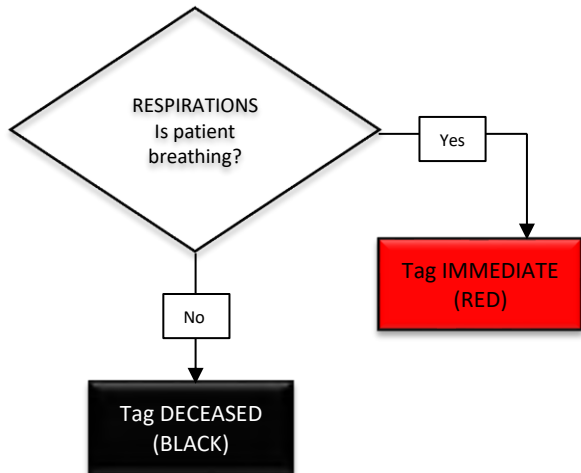 RESPIRATIONS
Is patient
breathing?
Yes
Tag IMMEDIATE
(RED)
No
Tag DECEASED
(BLACK)